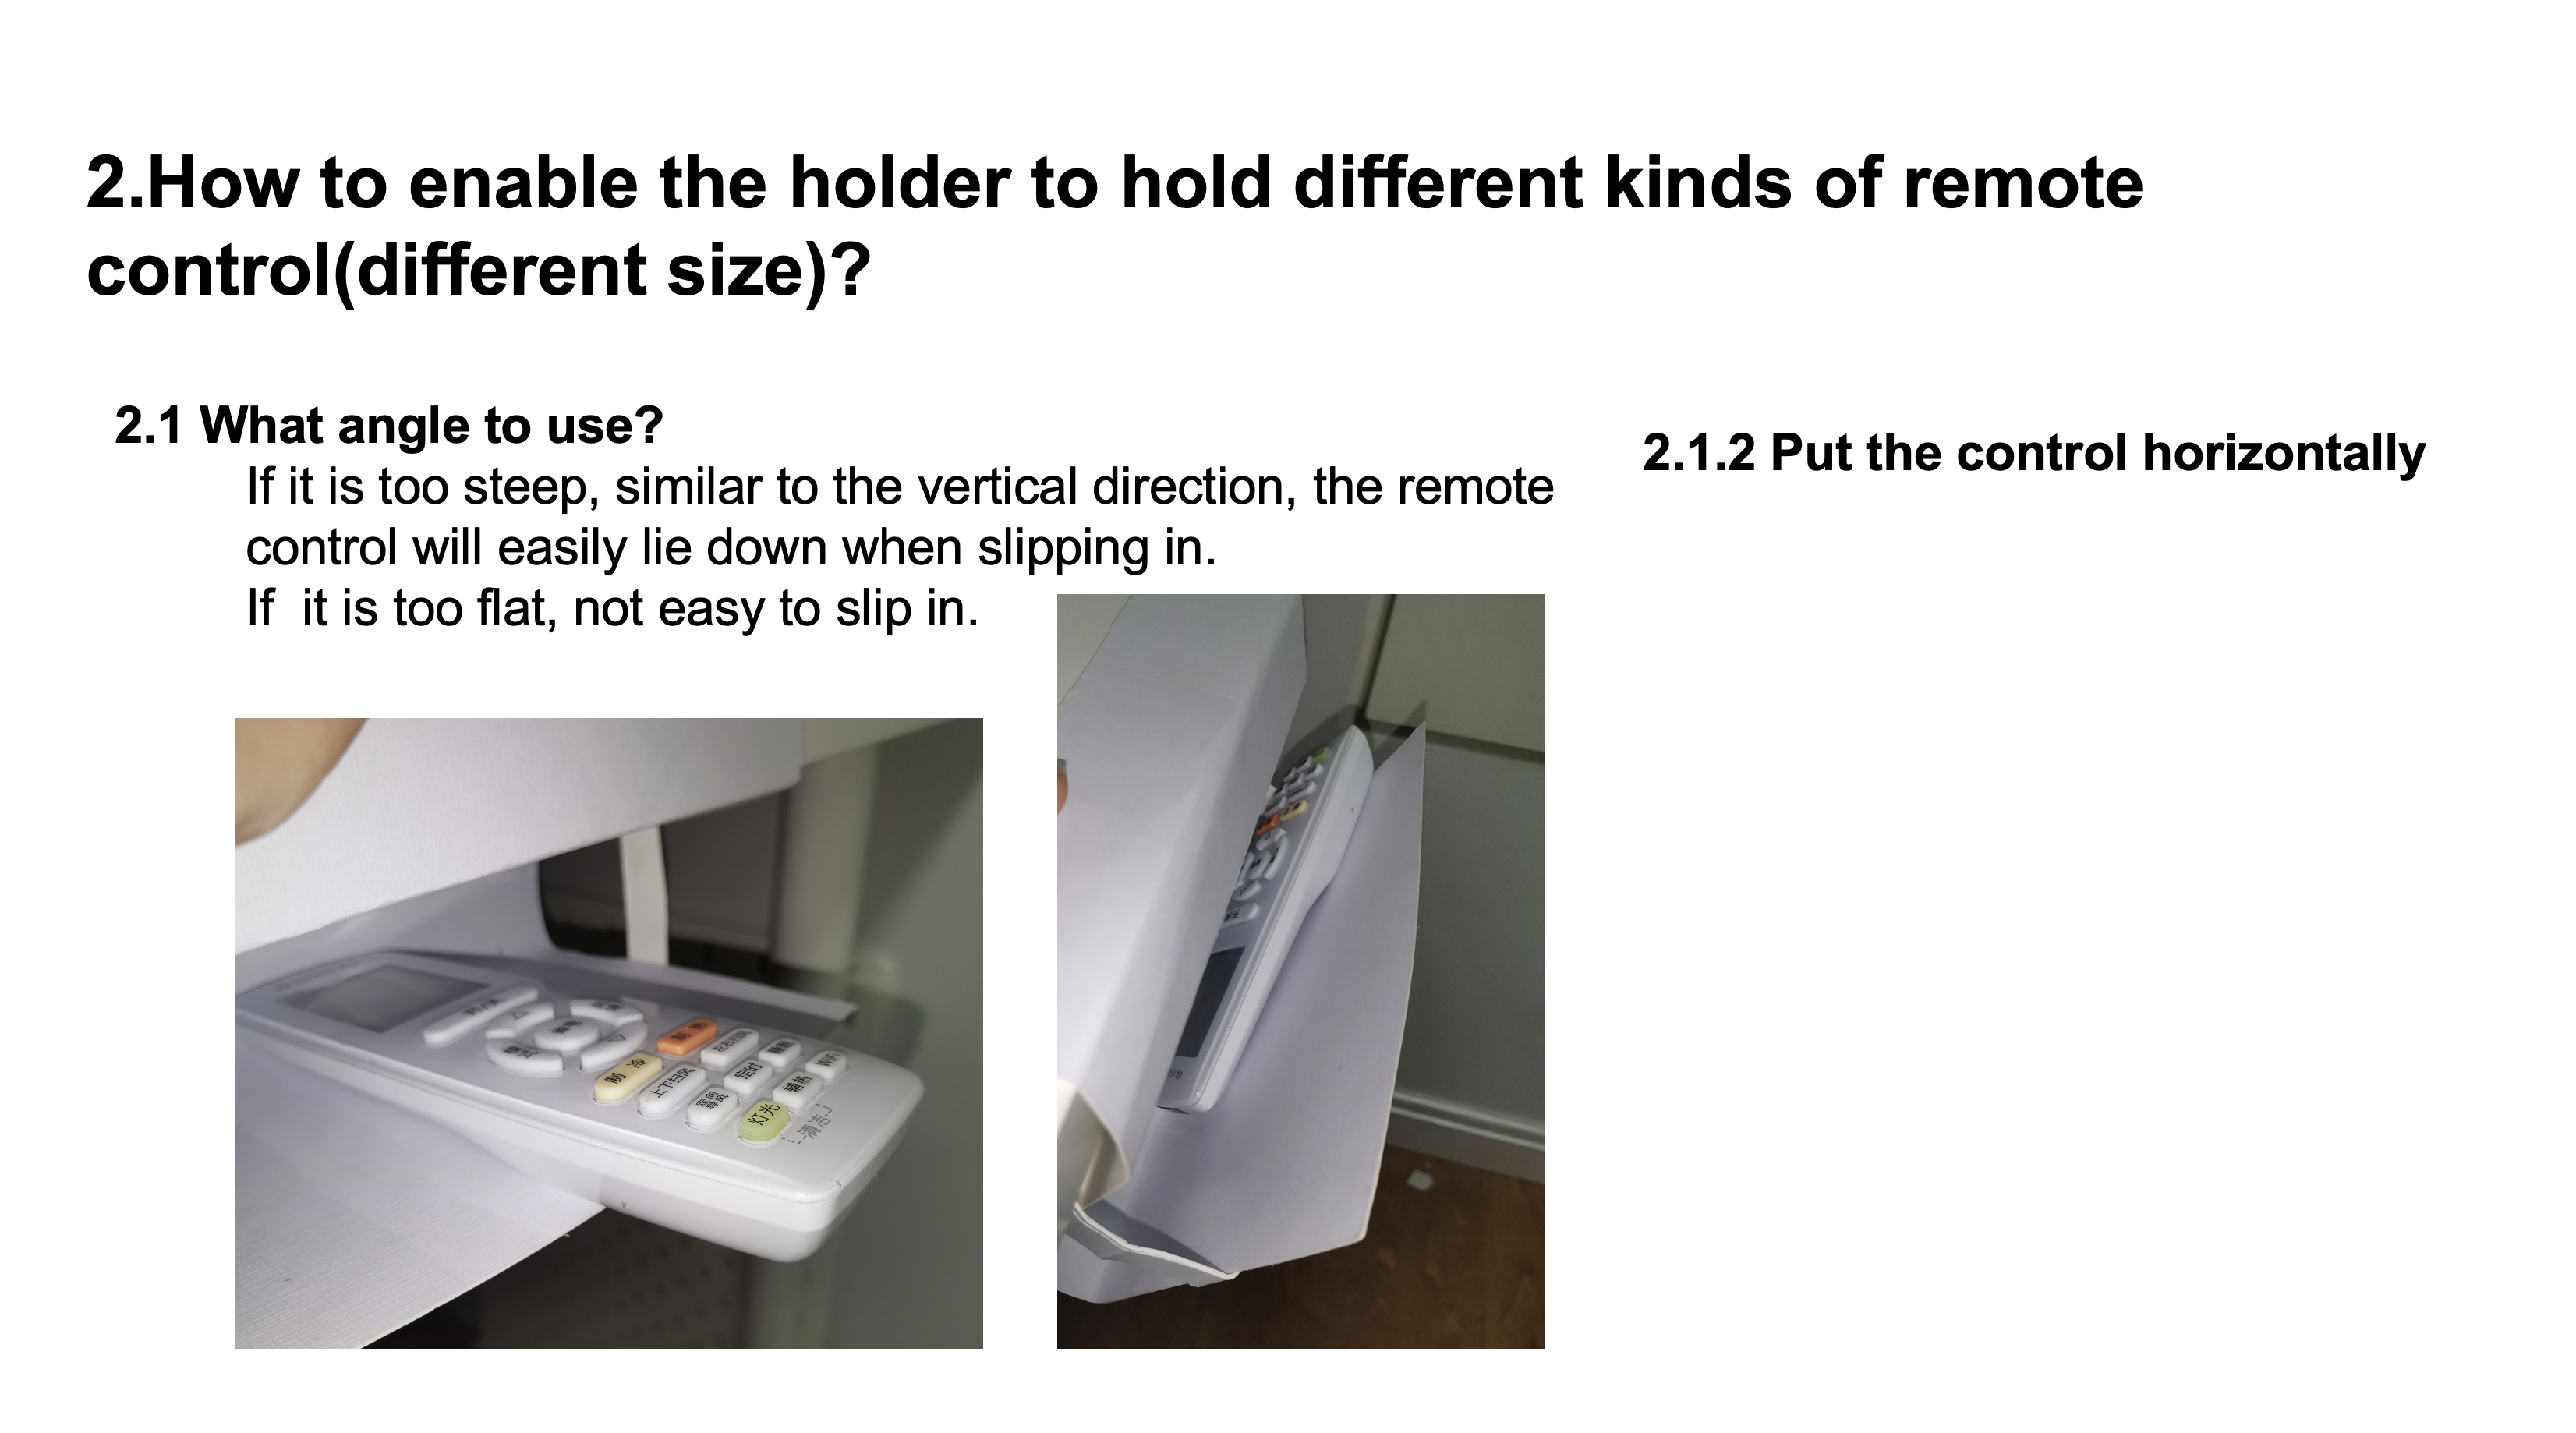 2.How to enable the holder to hold different kinds of remote
control(different size)?
2.1 What angle to use?
If it is too steep, similar to the vertical direction, the remote
control will easily lie down when slipping in.
If  it is too flat, not easy to slip in.
2.1.2 Put the control horizontally
制 冷
上下扫风
定时
WiFi
辅热
灯光
清洁